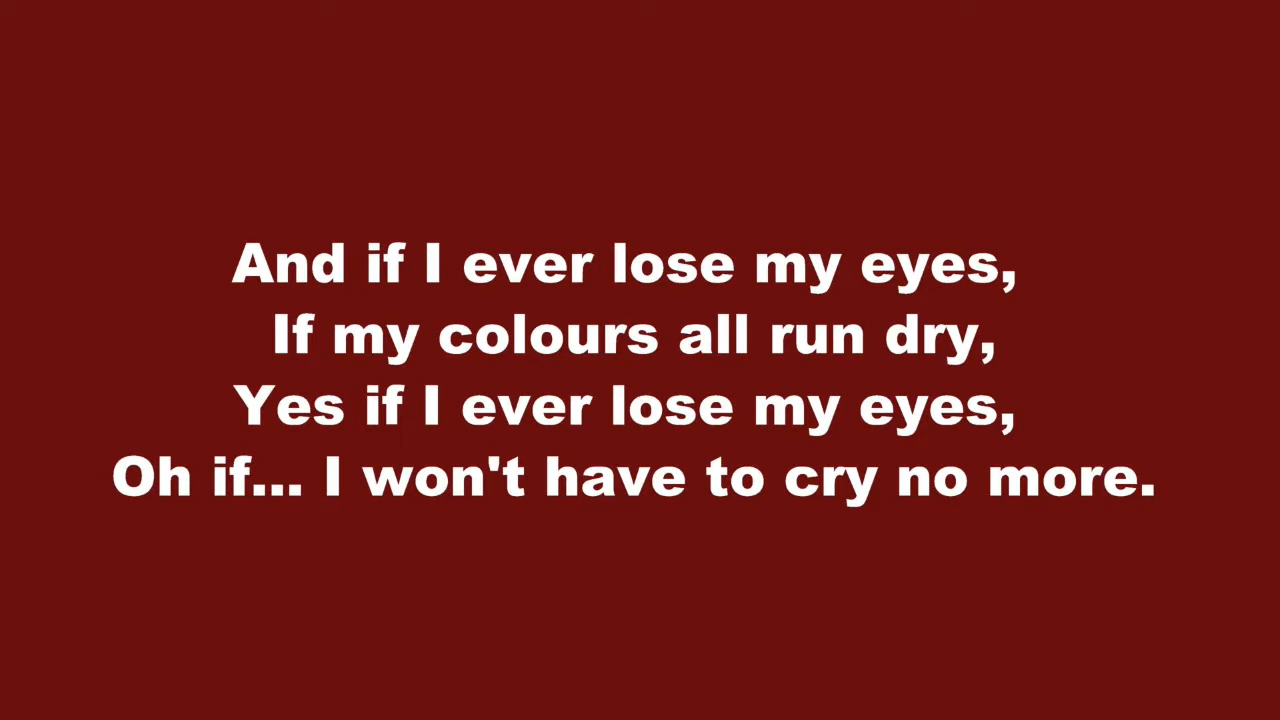 And if I ever lose my eyes,
If my colours all run dry,
Yes if I ever lose my eyes,
Oh if... I won't have to cry no more.